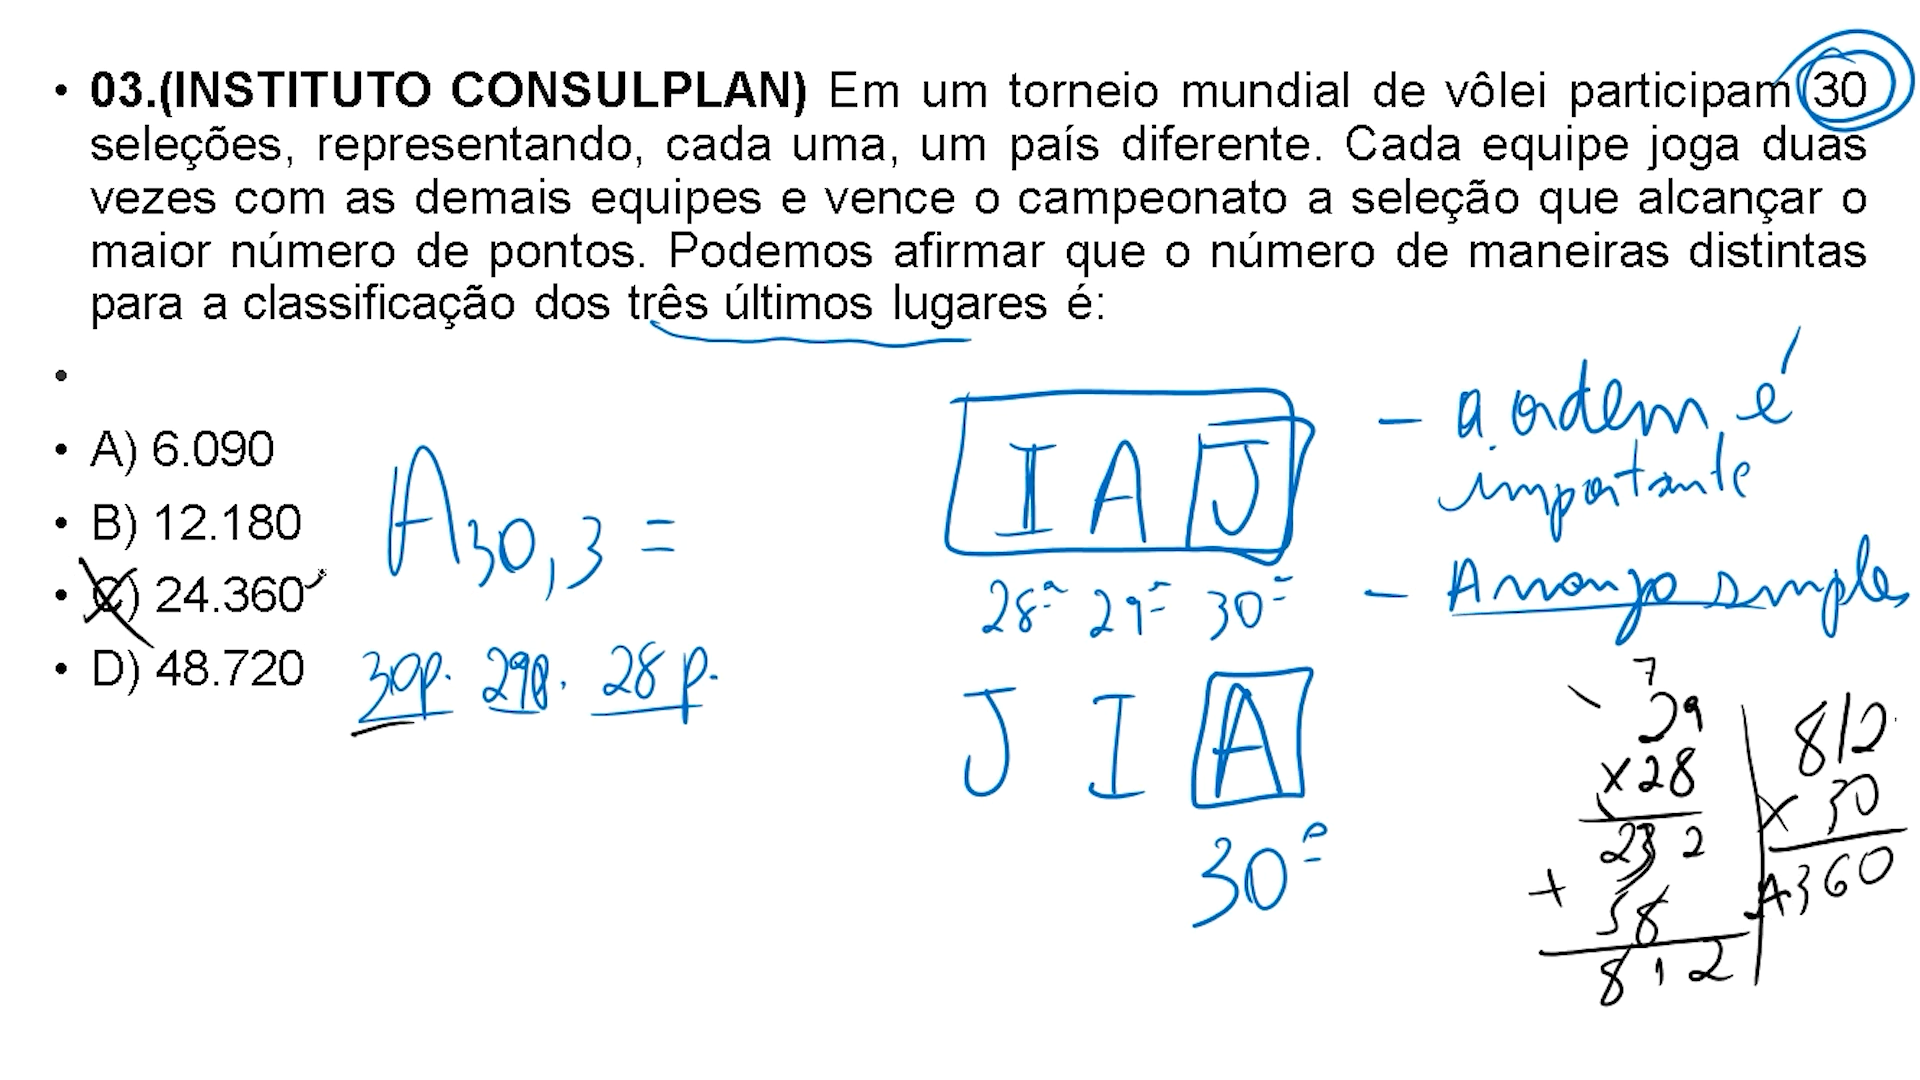 • 03.(INSTITUTO CONSULPLAN) Em um torneio mundial de vôlei participam 30
seleções, representando, cada uma, um país diferente. Cada equipe joga duas
vezes com as demais equipes e vence o campeonato a seleção que alcançar o
maior número de pontos. Podemos afirmar que o número de maneiras distintas
para a classificação dos três últimos lugares é:
•
• A) 6.090
• B) 12.180
• C) 24.360
• D) 48.720
A30,3 =
30p. 29p. 28p.
I A J
28ª 29ª 30ª
J I A
30ª
- a ordem é
importante
- Arranjo simples
7
29
x28
232
+
58
812
812
x 30
24360